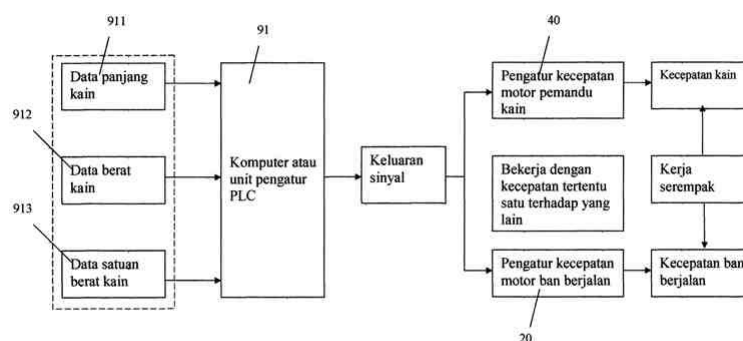 911
Data panjang
kain
912
Data berat
kain
913
Data satuan
berat kain
91
Komputer atau
unit pengatur
PLC
Keluaran
sinyal
40
Pengatur kecepatan
motor pemandu
kain
Kecepatan kain
Bekerja dengan
kecepatan tertentu
satu terhadap yang
lain
Kerja
serempak
Pengatur kecepatan
motor ban berjalan
Kecepatan ban
berjalan
20